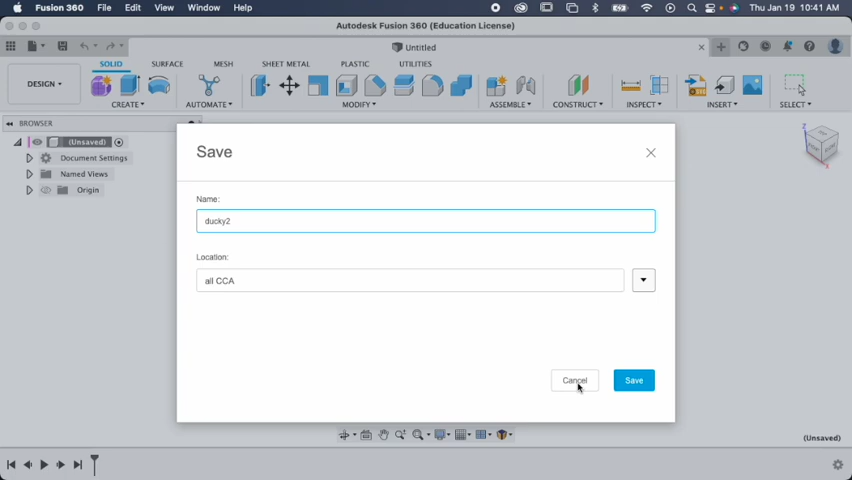 Fusion 360 File Edit View Window Help Thu Jan 19 10:41 AM
Autodesk Fusion 360 (Education License)
Untitled
DESIGN
SOLID SURFACE MESH SHEET METAL PLASTIC UTILITIES
CREATE AUTOMATE MODIFY ASSEMBLE CONSTRUCT INSPECT INSERT SELECT
BROWSER
(Unsaved)
Document Settings
Named Views
Origin
Save
Name:
ducky2
Location:
all CCA
Cancel Save
(Unsaved)